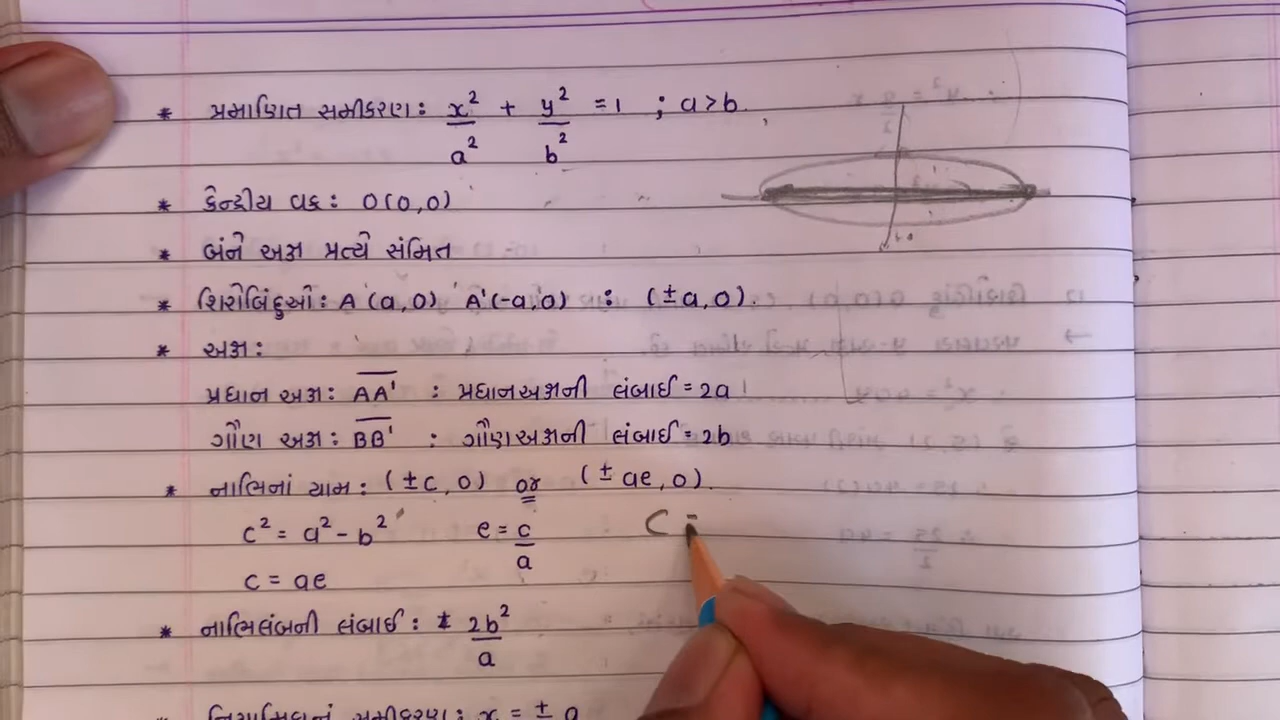 * પ્રમાણિત સમીકરણ: x²/a² + y²/b² = 1 ; a > b
* કેન્દ્રીય વક્ર: O(0,0)
* બંને અક્ષ પ્રત્યે સંમિત
* શિરોબિંદુઓ: A (a, 0) A'(-a, 0) : (±a, 0).
* અક્ષ:
પ્રધાન અક્ષ: AA' : પ્રધાનઅક્ષની લંબાઈ = 2a
ગૌણ અક્ષ: BB' : ગૌણઅક્ષની લંબાઈ = 2b
* નાભિનાં યામ: (±c, 0) or (±ae, 0).
c² = a² - b² e = c/a c =
c = ae
* નાભિલંબની લંબાઈ: 2b²/a
નિયામિકાનું સમીકરણ: x = ± a